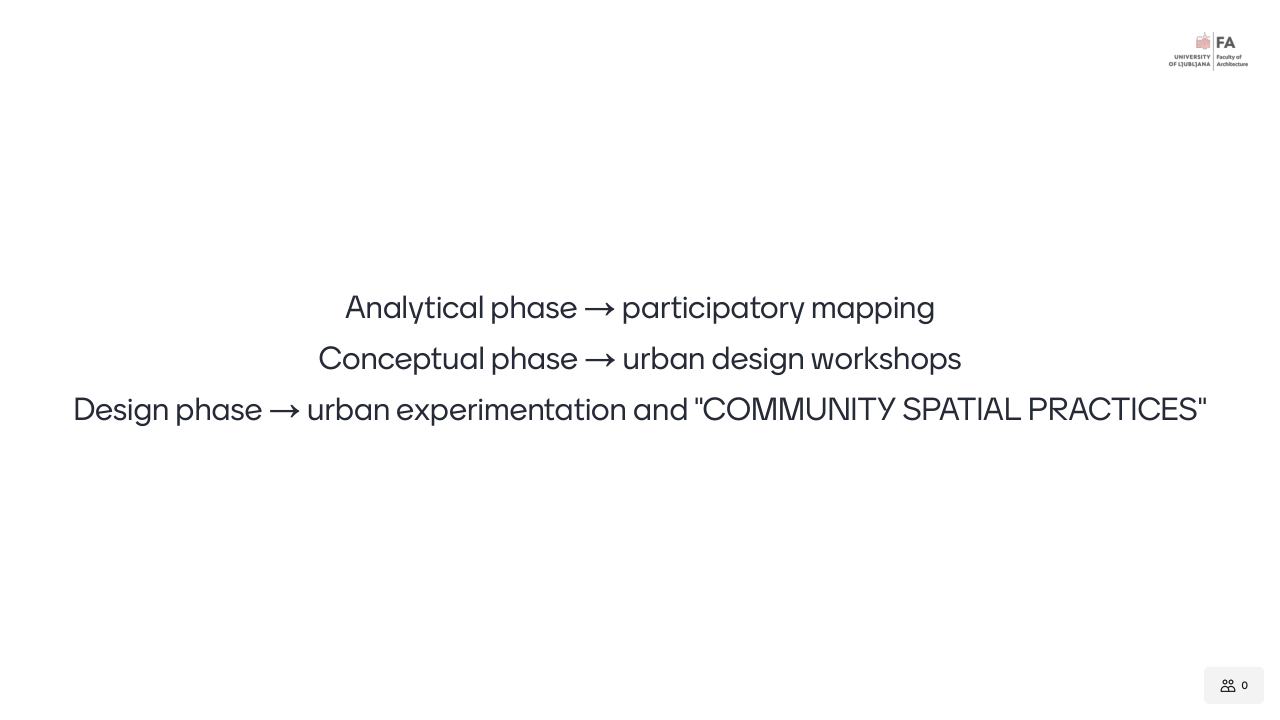 FA
UNIVERSITY
OF LJUBLJANA
Faculty of
Architecture
Analytical phase → participatory mapping
Conceptual phase → urban design workshops
Design phase → urban experimentation and "COMMUNITY SPATIAL PRACTICES"
0